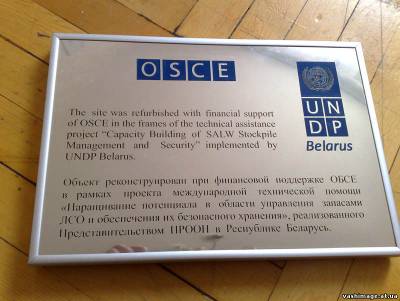 OSCE
UN
DP
Belarus
The site was refurbished with financial support
of OSCE in the frames of the technical assistance
project "Capacity Building of SALW Stockpile
Management and Security" implemented by
UNDP Belarus.
Объект реконструирован при финансовой поддержке ОБСЕ
в рамках проекта международной технической помощи
«Наращивание потенциала в области управления запасами
ЛСО и обеспечения их безопасного хранения», реализованного
Представительством ПРООН в Республике Беларусь.
vashimage.at.ua